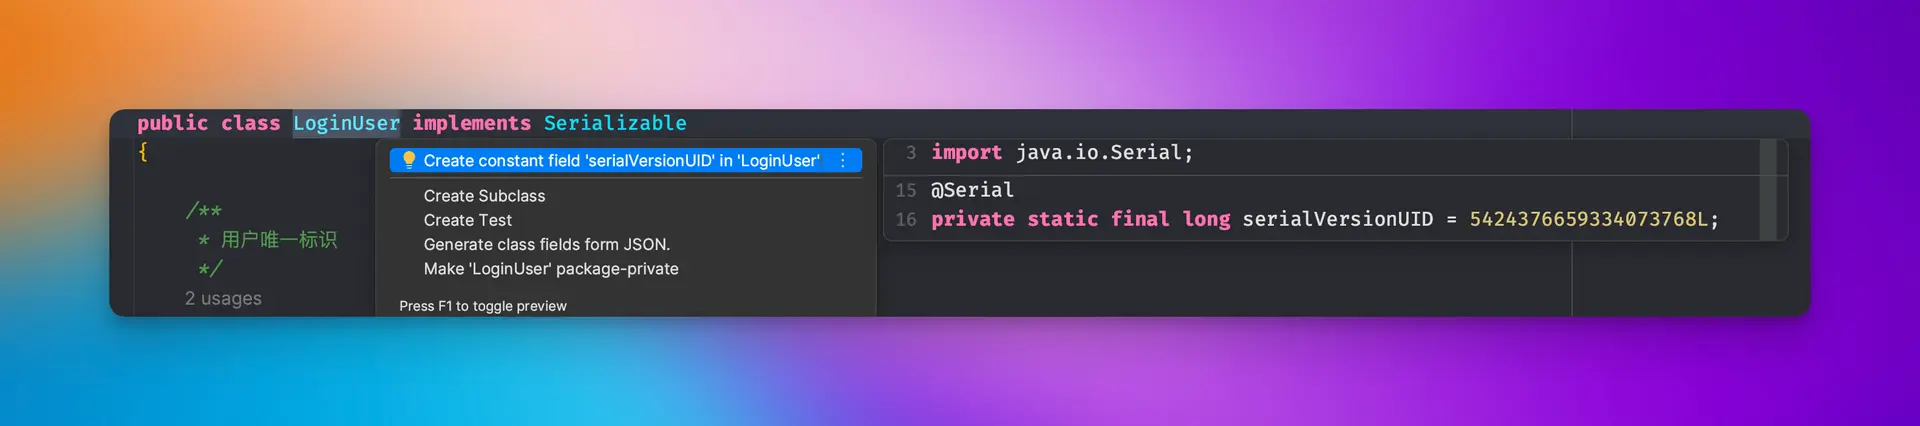 public class LoginUser implements Serializable
{
/**
* 用户唯一标识
*/
2 usages
Create constant field 'serialVersionUID' in 'LoginUser'
Create Subclass
Create Test
Generate class fields form JSON.
Make 'LoginUser' package-private
Press F1 to toggle preview
3 import java.io.Serial;
15 @Serial
16 private static final long serialVersionUID = 5424376659334073768L;